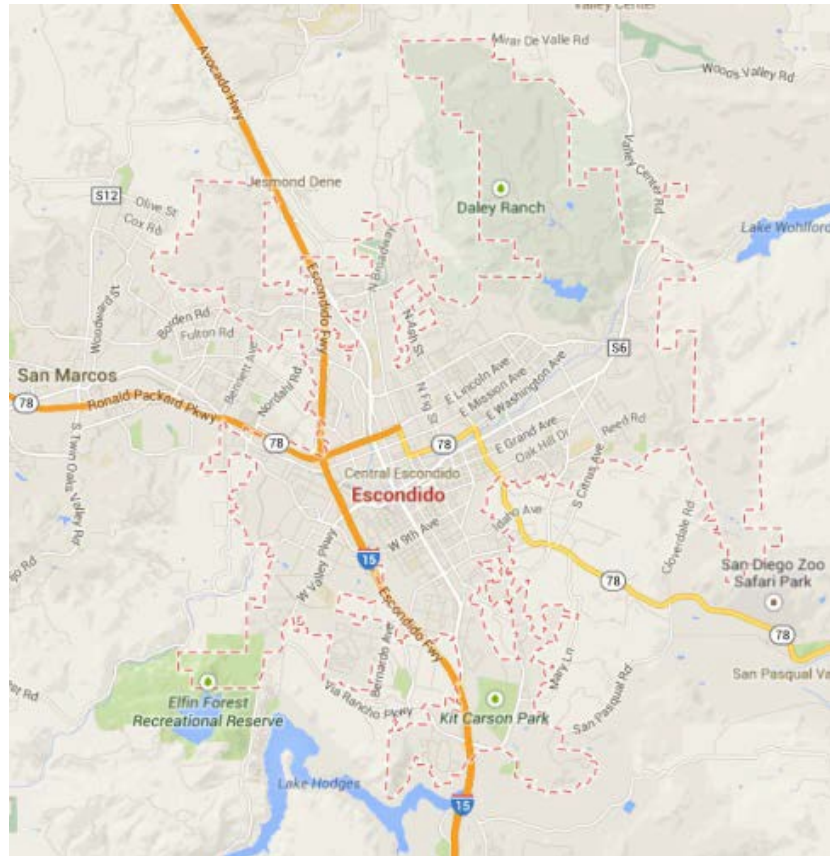 Valley Center
Mirar De Valle Rd
Woods Valley Rd
Avocado Hwy
Valley Center Rd
Jesmond Dene
S12
Olive St
Cox Rd
Daley Ranch
Lake Wohlford
N Broadway
Escondido Fwy
Woodward St
Borden Rd
Fulton Rd
N Ash St
S6
Bennett Ave
Nordahl Rd
San Marcos
E Lincoln Ave
E Mission Ave
E Washington Ave
N Fig St
78
Ronald Packard Pkwy
78
78
E Grand Ave
Oak Hill Dr
Reed Rd
S Twin Oaks Valley Rd
Central Escondido
Escondido
S Citrus Ave
Idaho Ave
W 9th Ave
W Valley Pkwy
15
Cloverdale Rd
78
San Diego Zoo
Safari Park
Escondido Fwy
78
Bernardo Ave
Mary Ln
San Pasqual Rd
San Pasqual Va
Elfin Forest
Recreational Reserve
Via Rancho Pkwy
Kit Carson Park
Lake Hodges
15